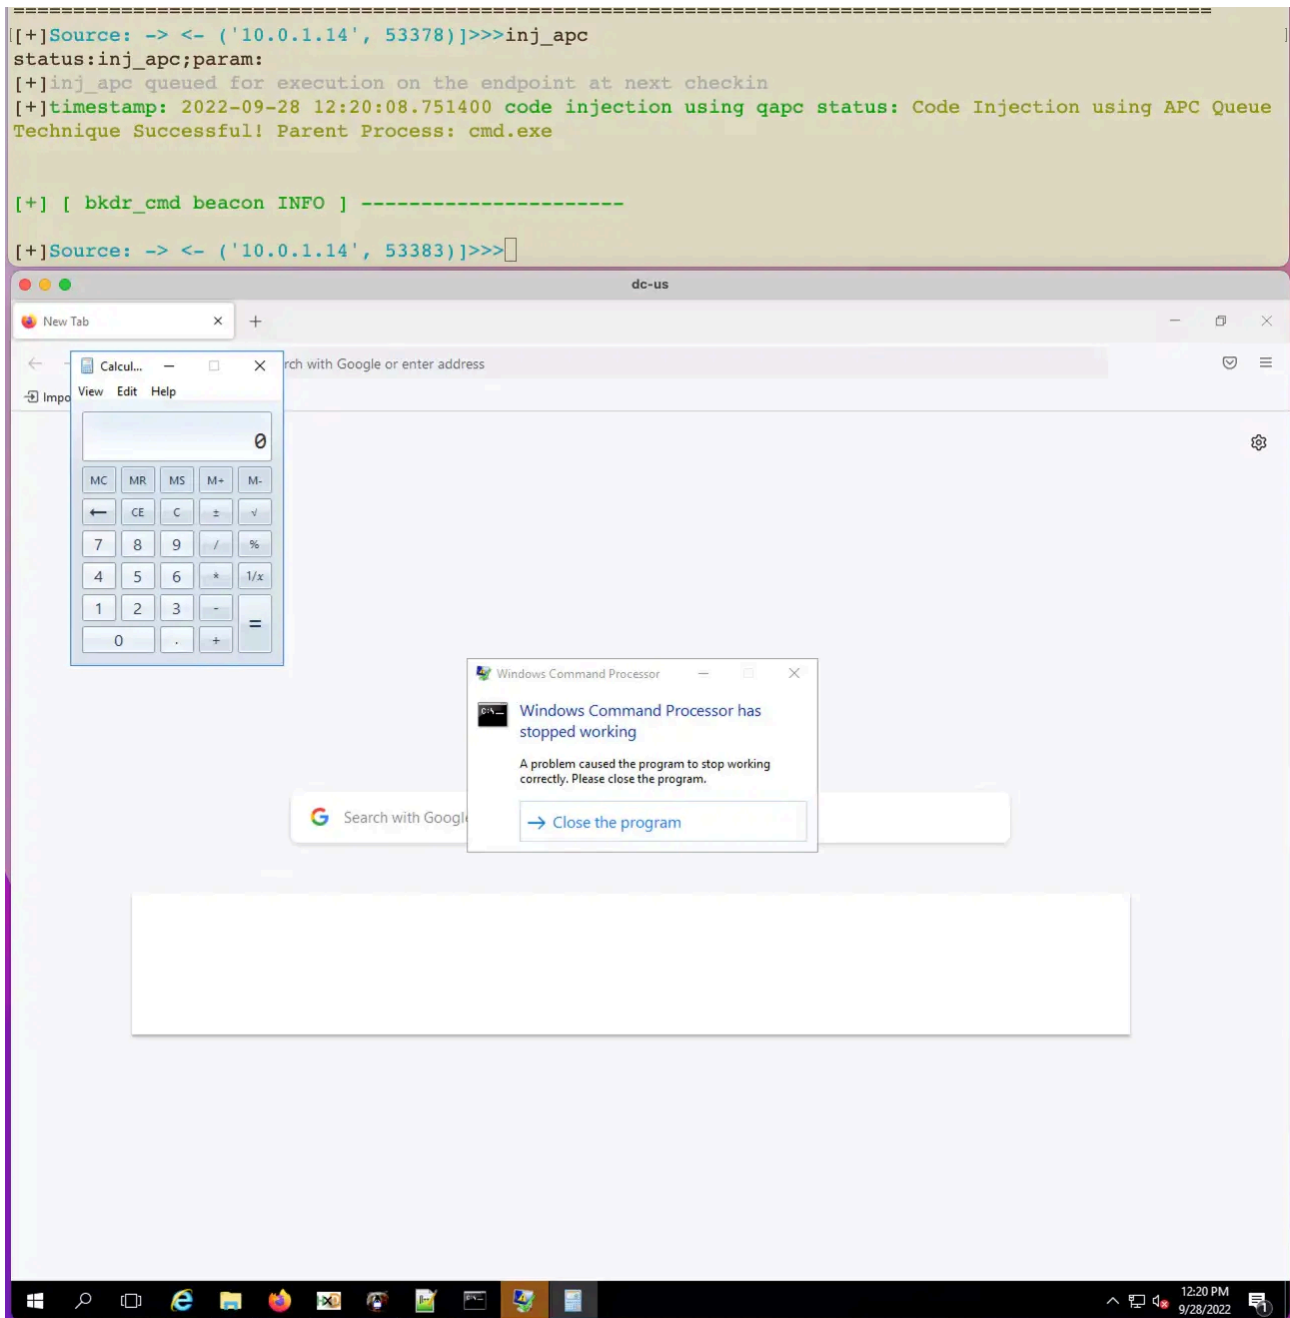 [+]Source: -> <- ('10.0.1.14', 53378)]>>>inj_apc
status:inj_apc;param:
[+]inj_apc queued for execution on the endpoint at next checkin
[+]timestamp: 2022-09-28 12:20:08.751400 code injection using qapc status: Code Injection using APC Queue
Technique Successful! Parent Process: cmd.exe
[+] [ bkdr_cmd beacon INFO ] ----------------------
[+]Source: -> <- ('10.0.1.14', 53383)]>>>
dc-us
New Tab
rch with Google or enter address
Impo
Calcul...
View Edit Help
0
MC MR MS M+ M-
← CE C ± √
7 8 9 / %
4 5 6 * 1/x
1 2 3 - =
0 . +
Windows Command Processor
Windows Command Processor has
stopped working
A problem caused the program to stop working
correctly. Please close the program.
→ Close the program
Search with Googl
12:20 PM
9/28/2022
1